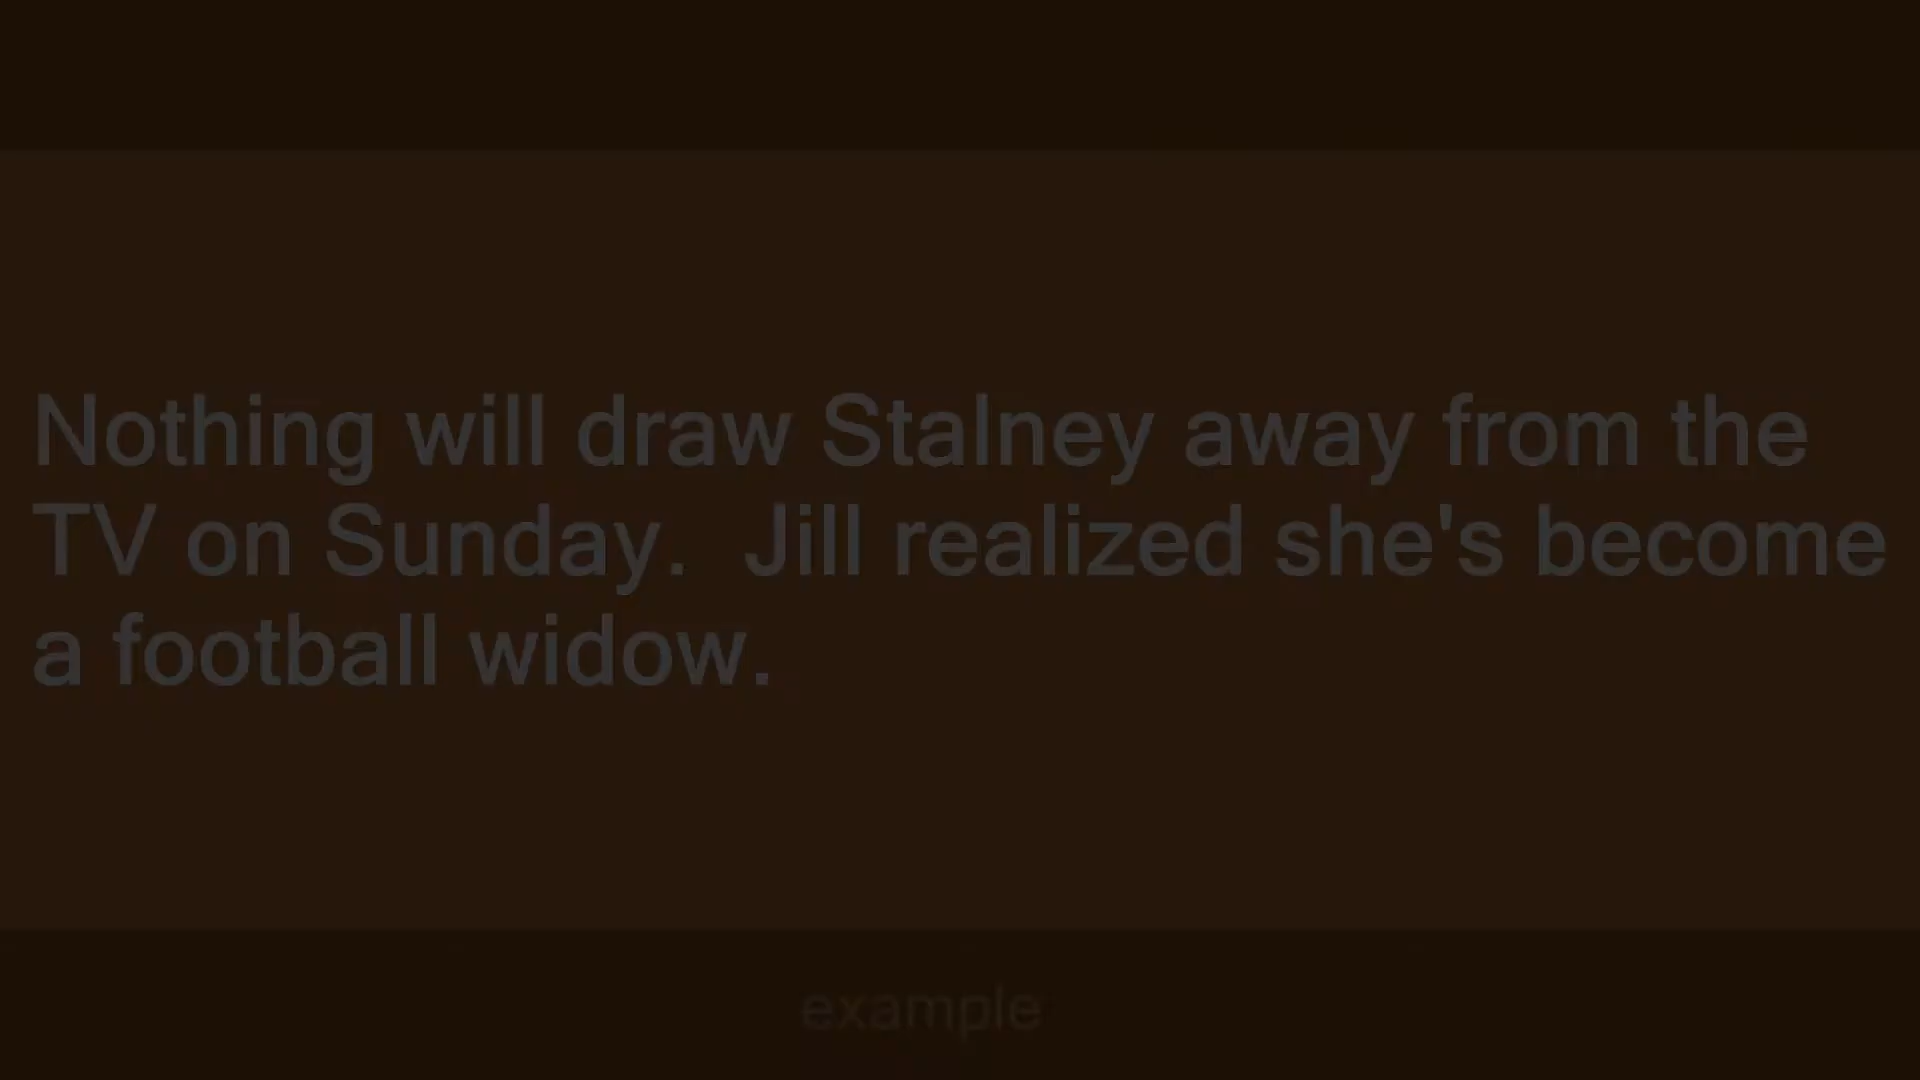 Nothing will draw Stalney away from the
TV on Sunday.  Jill realized she's become
a football widow.
example